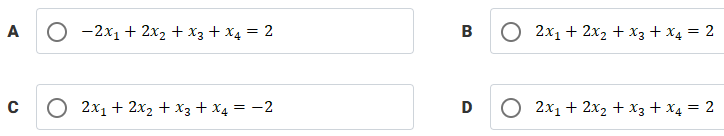 A −2x₁ + 2x₂ + x₃ + x₄ = 2
B 2x₁ + 2x₂ + x₃ + x₄ = 2
C 2x₁ + 2x₂ + x₃ + x₄ = −2
D 2x₁ + 2x₂ + x₃ + x₄ = 2